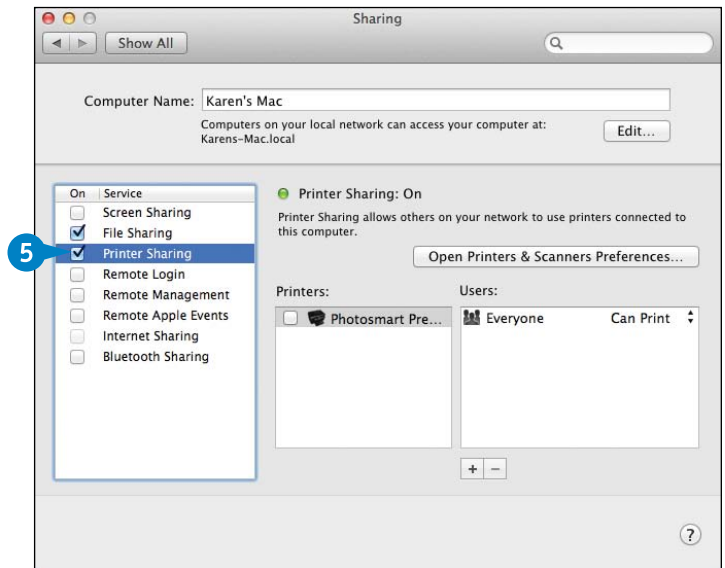 Sharing
Show All
Computer Name: Karen's Mac
Computers on your local network can access your computer at:
Karens-Mac.local
Edit...
On Service
Screen Sharing
File Sharing
5
Printer Sharing
Remote Login
Remote Management
Remote Apple Events
Internet Sharing
Bluetooth Sharing
Printer Sharing: On
Printer Sharing allows others on your network to use printers connected to
this computer.
Open Printers & Scanners Preferences...
Printers:
Photosmart Pre...
Users:
Everyone Can Print
+ −
?